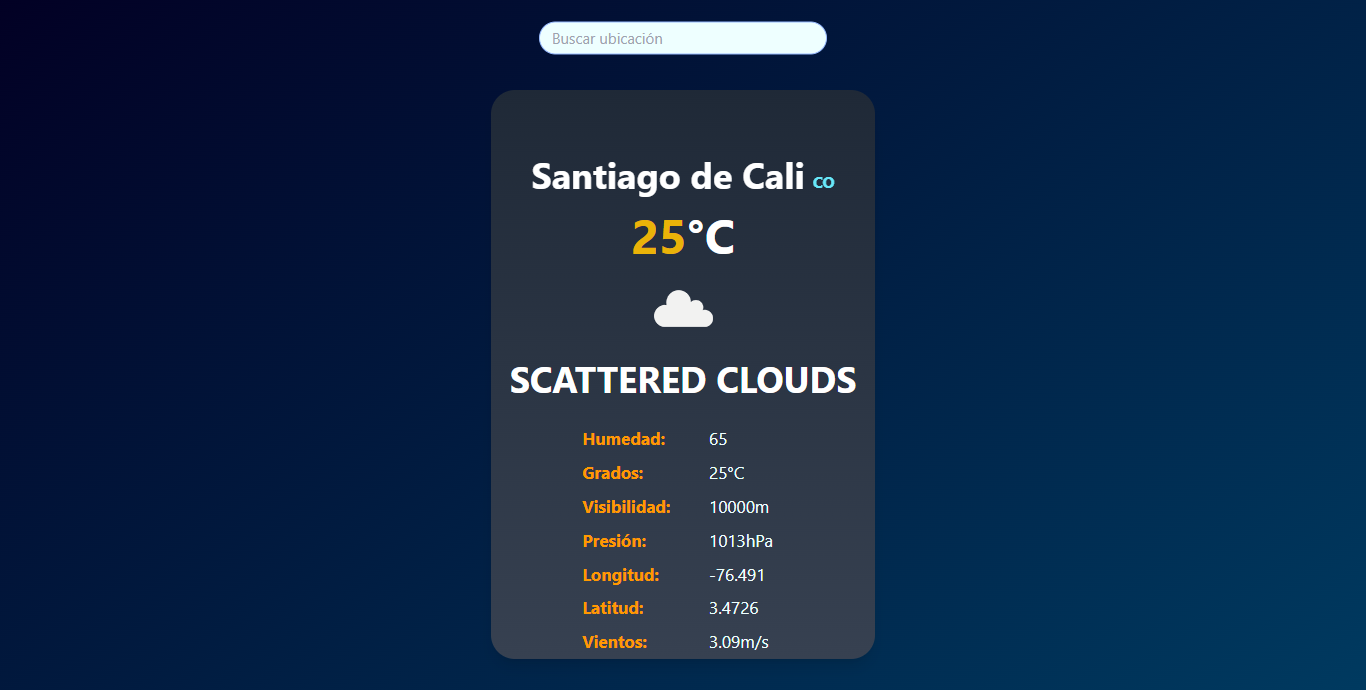 Buscar ubicación
Santiago de Cali CO
25°C
SCATTERED CLOUDS
Humedad: 65
Grados: 25°C
Visibilidad: 10000m
Presión: 1013hPa
Longitud: -76.491
Latitud: 3.4726
Vientos: 3.09m/s